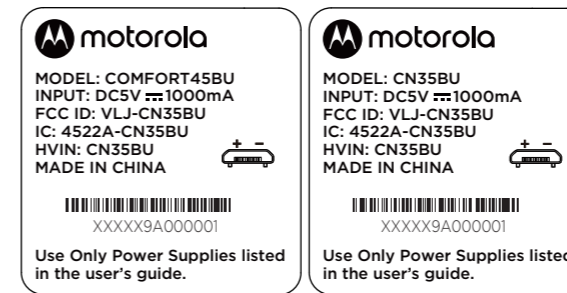 motorola
MODEL: COMFORT45BU
INPUT: DC5V 1000mA
FCC ID: VLJ-CN35BU
IC: 4522A-CN35BU
HVIN: CN35BU
MADE IN CHINA
+ −
XXXXX9A000001
Use Only Power Supplies listed
in the user's guide.
motorola
MODEL: CN35BU
INPUT: DC5V 1000mA
FCC ID: VLJ-CN35BU
IC: 4522A-CN35BU
HVIN: CN35BU
MADE IN CHINA
+ −
XXXXX9A000001
Use Only Power Supplies listed
in the user's guide.